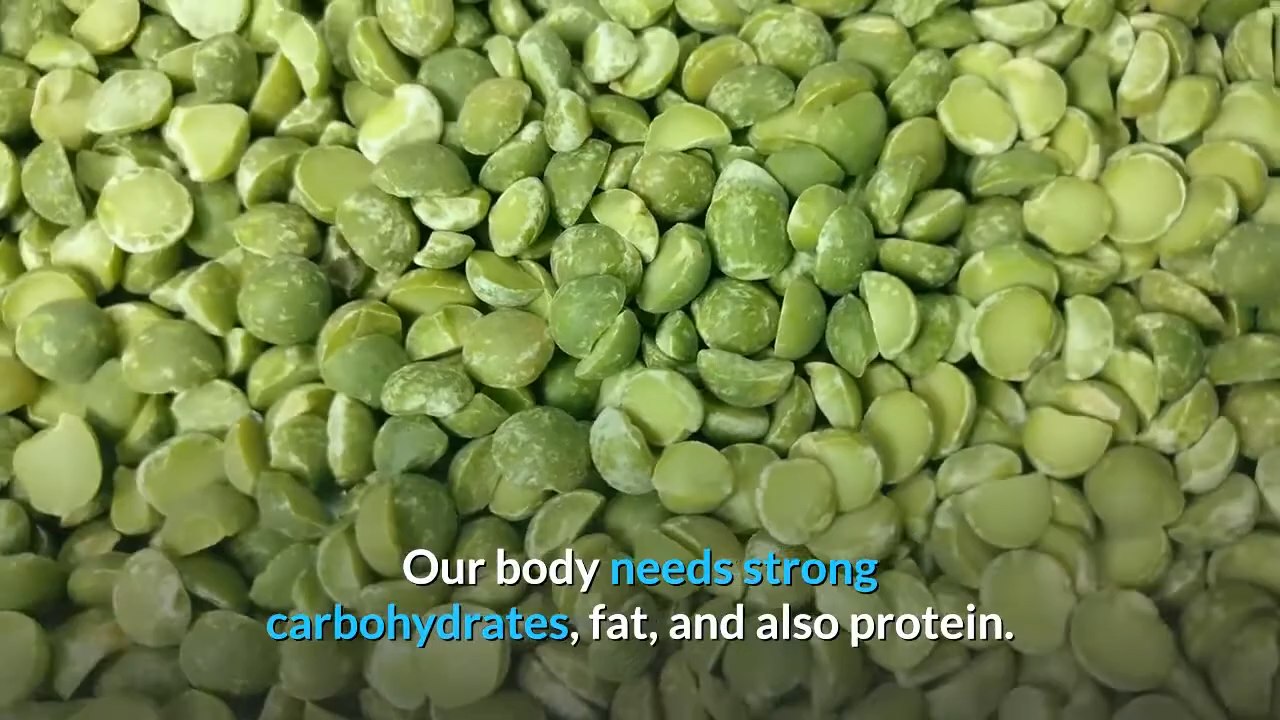 Our body needs strong
carbohydrates, fat, and also protein.